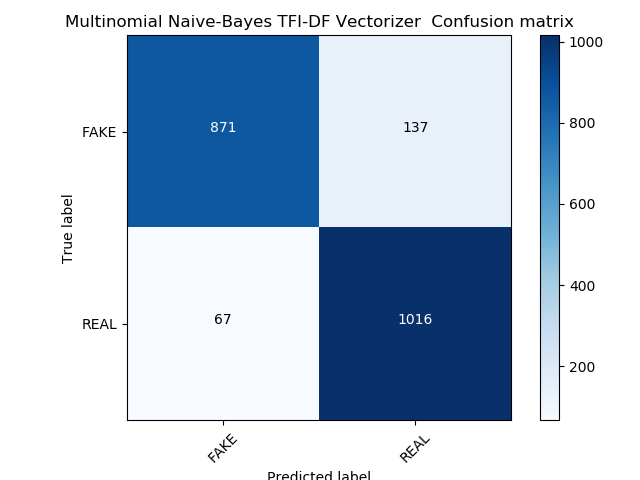 Multinomial Naive-Bayes TFI-DF Vectorizer  Confusion matrix
1000
871
137
FAKE
800
True label
600
400
67
1016
REAL
200
FAKE
REAL
Predicted label